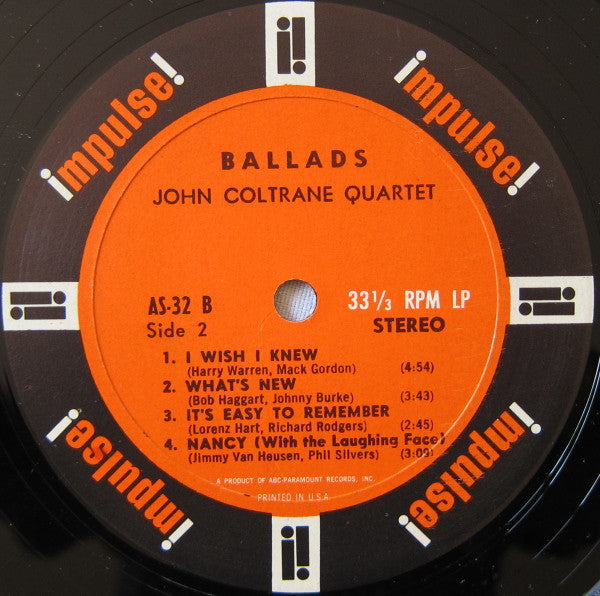 impulse!
impulse!
BALLADS
JOHN COLTRANE QUARTET
AS-32 B
33 1/3 RPM LP
Side 2
STEREO
1. I WISH I KNEW
(Harry Warren, Mack Gordon) (4:54)
2. WHAT'S NEW
(Bob Haggart, Johnny Burke) (3:43)
3. IT'S EASY TO REMEMBER
(Lorenz Hart, Richard Rodgers) (2:45)
4. NANCY (With the Laughing Face)
(Jimmy Van Heusen, Phil Silvers) (3:09)
A PRODUCT OF ABC-PARAMOUNT RECORDS, INC.
PRINTED IN U.S.A.
impulse!
impulse!